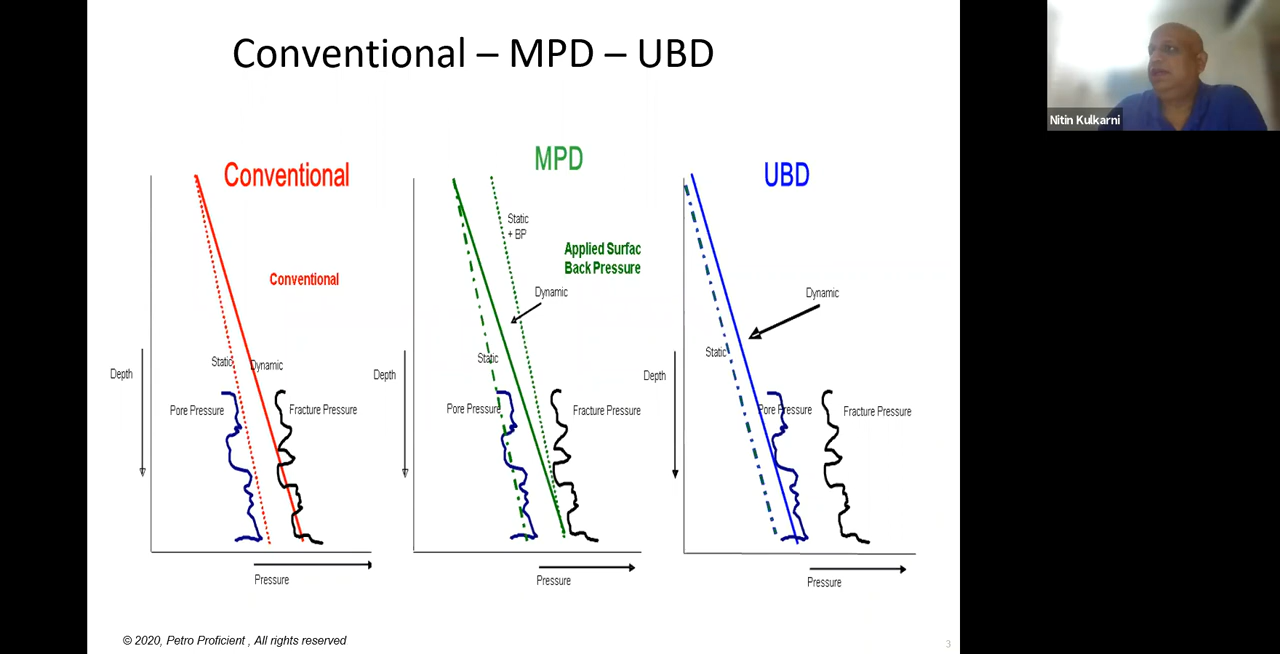 Conventional – MPD – UBD
Nitin Kulkarni
Conventional
Conventional
Static
Dynamic
Depth
Pore Pressure
Fracture Pressure
Pressure
MPD
Static
+ BP
Applied Surfac
Back Pressure
Dynamic
Static
Depth
Pore Pressure
Fracture Pressure
Pressure
UBD
Dynamic
Static
Depth
Pore Pressure
Fracture Pressure
Pressure
© 2020, Petro Proficient , All rights reserved
3